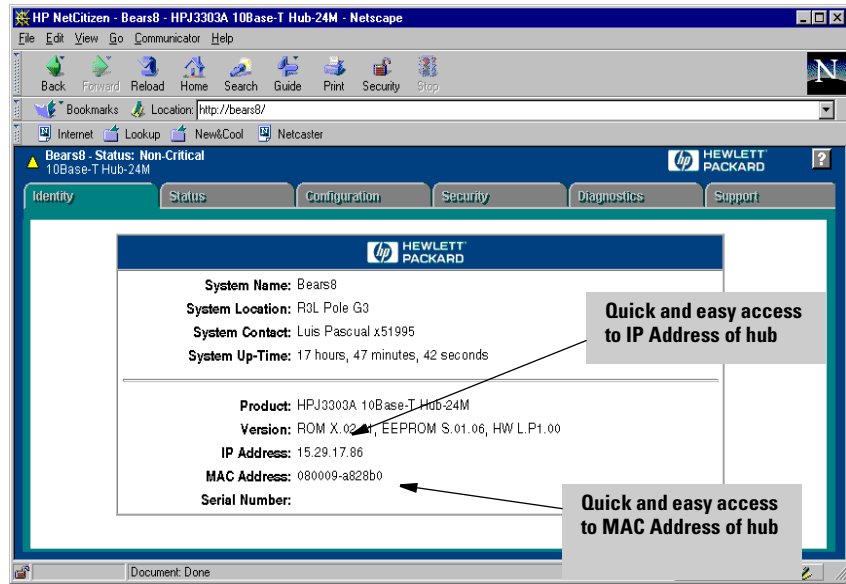 HP NetCitizen - Bears8 - HPJ3303A 10Base-T Hub-24M - Netscape
File Edit View Go Communicator Help
Back Forward Reload Home Search Guide Print Security Stop
N
Bookmarks Location: http://bears8/
Internet Lookup New&Cool Netcaster
Bears8 - Status: Non-Critical
10Base-T Hub-24M
hp HEWLETT PACKARD
?
Identity Status Configuration Security Diagnostics Support
hp HEWLETT PACKARD
System Name: Bears8
System Location: R3L Pole G3
System Contact: Luis Pascual x51995
System Up-Time: 17 hours, 47 minutes, 42 seconds
Quick and easy access
to IP Address of hub
Product: HPJ3303A 10Base-T Hub-24M
Version: ROM EEPROM S.01.06, HW L.P1.00
IP Address: 15.29.17.86
MAC Address: 080009-a828b0
Serial Number:
Quick and easy access
to MAC Address of hub
Document: Done